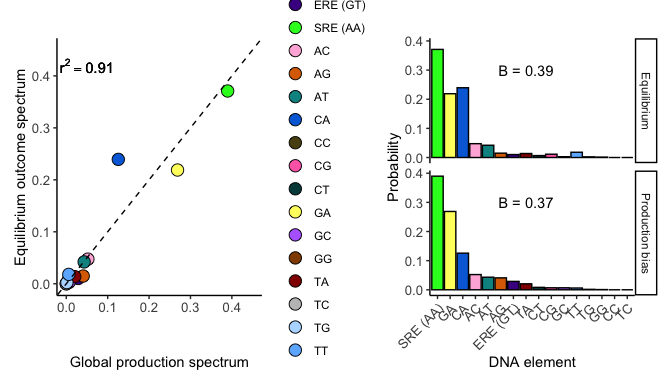 Equilibrium outcome spectrum
r² = 0.91
0.4
0.3
0.2
0.1
0.0
0.0 0.1 0.2 0.3 0.4
Global production spectrum
ERE (GT)
SRE (AA)
AC
AG
AT
CA
CC
CG
CT
GA
GC
GG
TA
TC
TG
TT
Probability
0.4
0.3
0.2
0.1
0.0
B = 0.39
Equilibrium
0.4
0.3
0.2
0.1
0.0
B = 0.37
Production bias
SRE (AA) GA CA AC AT AG ERE (GT) TA CT CG GC TT TG GG CC TC
DNA element